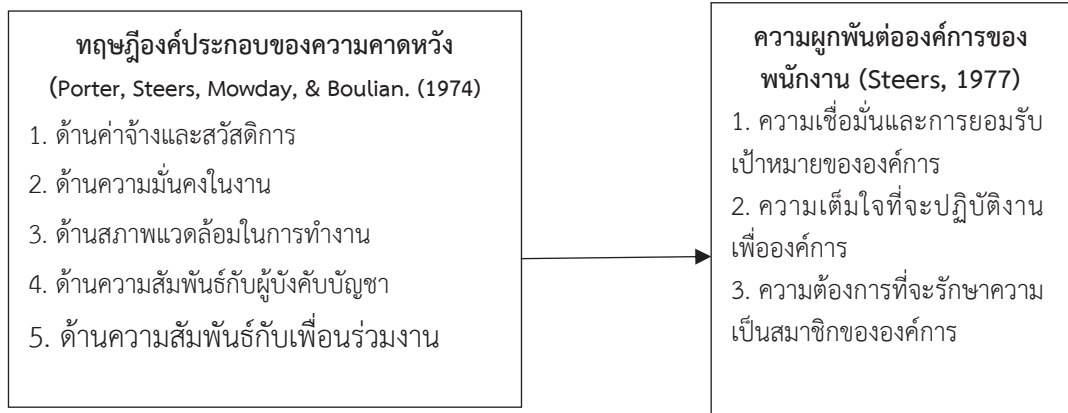 ทฤษฎีองค์ประกอบของความคาดหวัง
(Porter, Steers, Mowday, & Boulian. (1974)
1. ด้านค่าจ้างและสวัสดิการ
2. ด้านความมั่นคงในงาน
3. ด้านสภาพแวดล้อมในการทำงาน
4. ด้านความสัมพันธ์กับผู้บังคับบัญชา
5. ด้านความสัมพันธ์กับเพื่อนร่วมงาน
ความผูกพันต่อองค์การของ
พนักงาน (Steers, 1977)
1. ความเชื่อมั่นและการยอมรับ
เป้าหมายขององค์การ
2. ความเต็มใจที่จะปฏิบัติงาน
เพื่อองค์การ
3. ความต้องการที่จะรักษาความ
เป็นสมาชิกขององค์การ